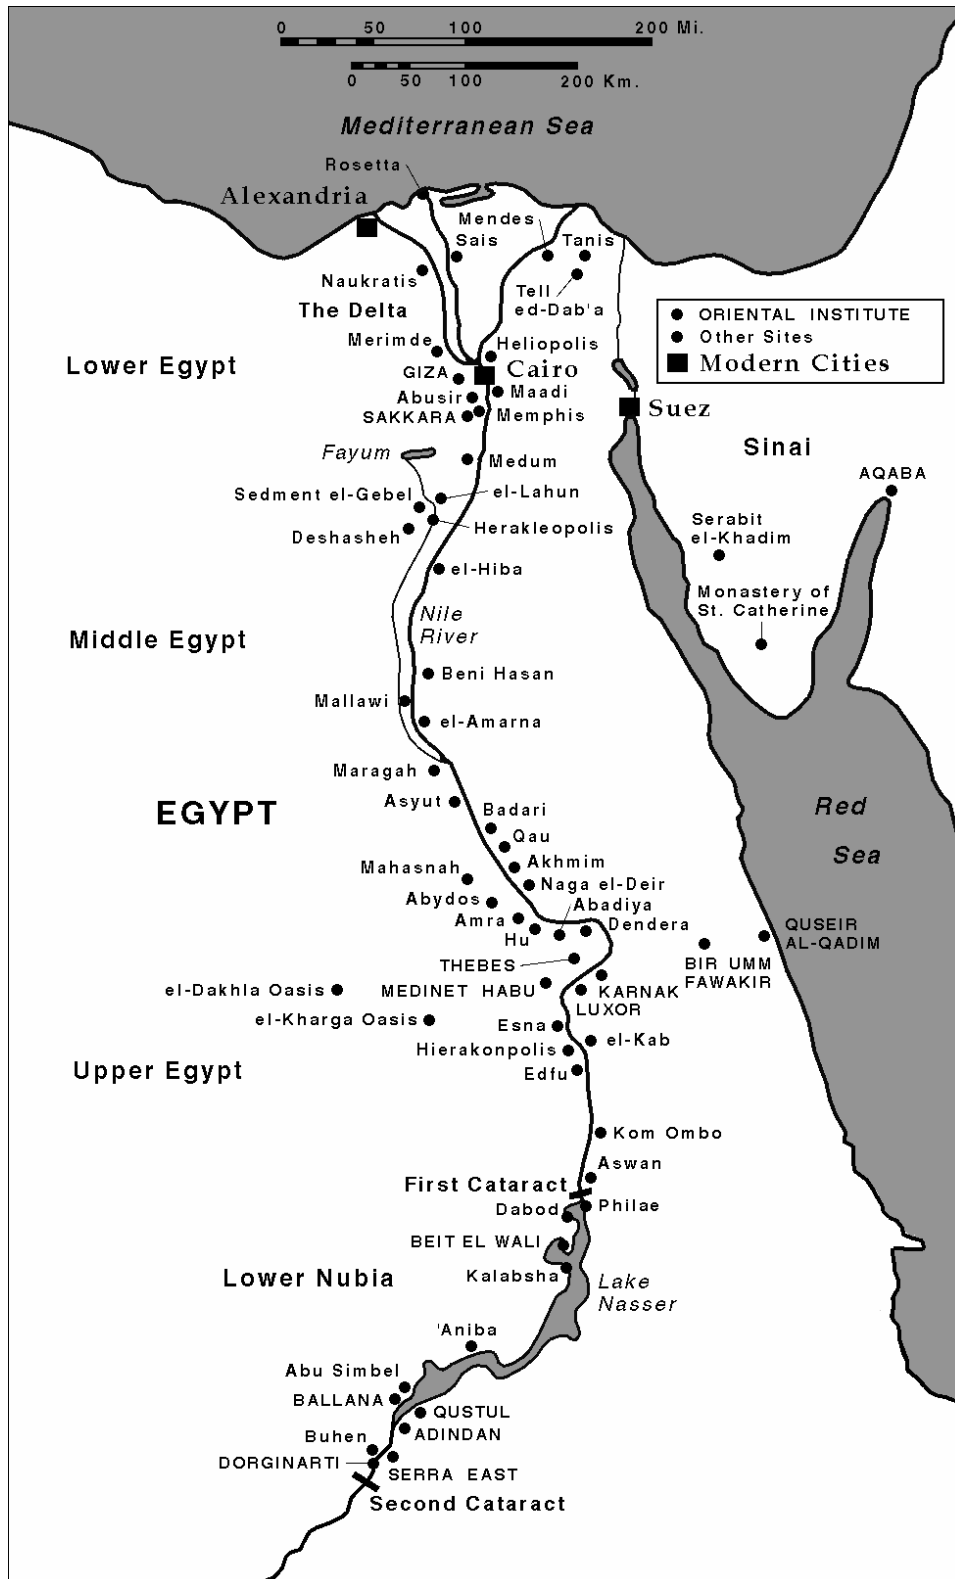 0 50 100 200 Mi.
0 50 100 200 Km.
Mediterranean Sea
Rosetta
Alexandria
Mendes
Sais
Tanis
Naukratis
Tell
ed-Dab'a
The Delta
ORIENTAL INSTITUTE
Other Sites
Modern Cities
Merimde
Heliopolis
Lower Egypt
GIZA
Cairo
Abusir
Maadi
SAKKARA
Memphis
Suez
Fayum
Medum
Sinai
AQABA
Sedment el-Gebel
el-Lahun
Herakleopolis
Deshasheh
Serabit
el-Khadim
el-Hiba
Monastery of
St. Catherine
Nile
River
Middle Egypt
Beni Hasan
Mallawi
el-Amarna
Maragah
Asyut
EGYPT
Badari
Red
Sea
Qau
Akhmim
Mahasnah
Naga el-Deir
Abydos
Abadiya
Amra
Dendera
Hu
QUSEIR
AL-QADIM
THEBES
BIR UMM
FAWAKIR
el-Dakhla Oasis
MEDINET HABU
KARNAK
LUXOR
el-Kharga Oasis
Esna
el-Kab
Hierakonpolis
Upper Egypt
Edfu
Kom Ombo
Aswan
First Cataract
Dabod
Philae
BEIT EL WALI
Lower Nubia
Kalabsha
Lake
Nasser
'Aniba
Abu Simbel
BALLANA
QUSTUL
ADINDAN
Buhen
DORGINARTI
SERRA EAST
Second Cataract